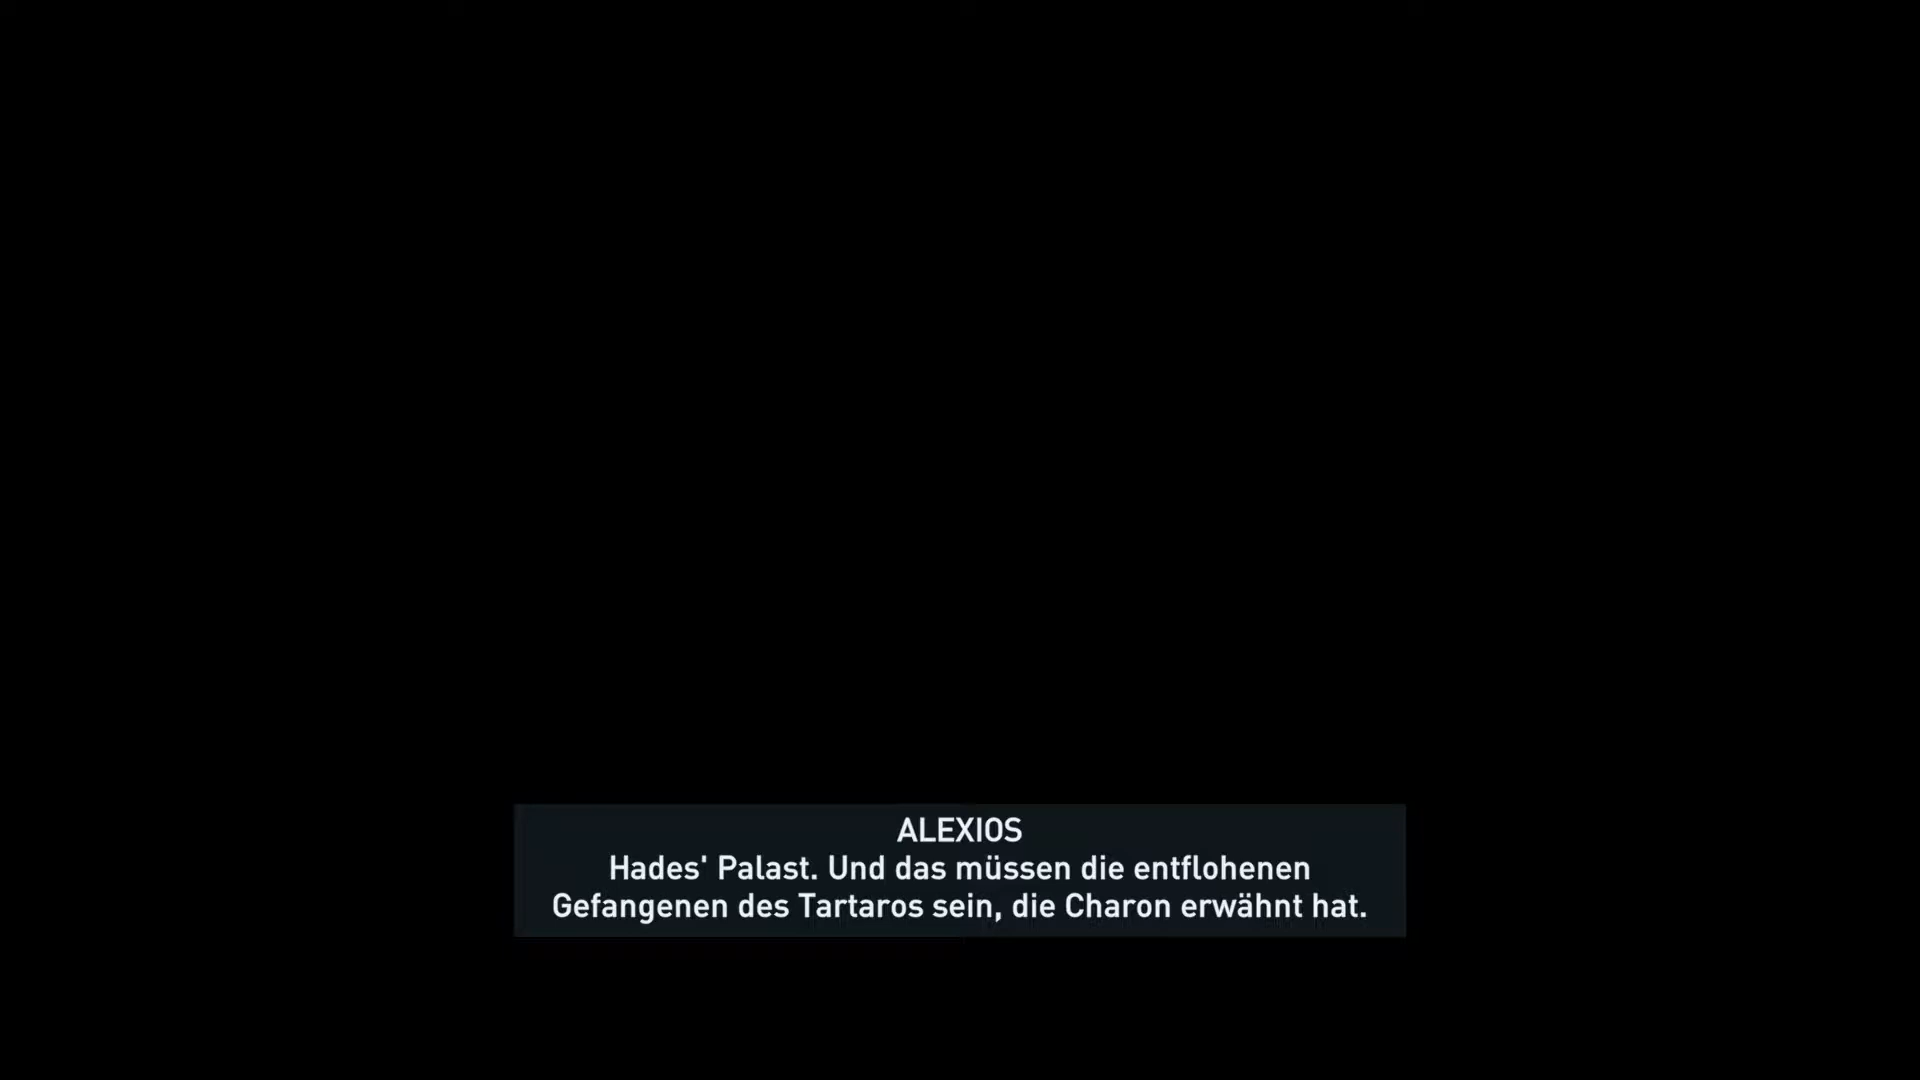 ALEXIOS
Hades' Palast. Und das müssen die entflohenen
Gefangenen des Tartaros sein, die Charon erwähnt hat.